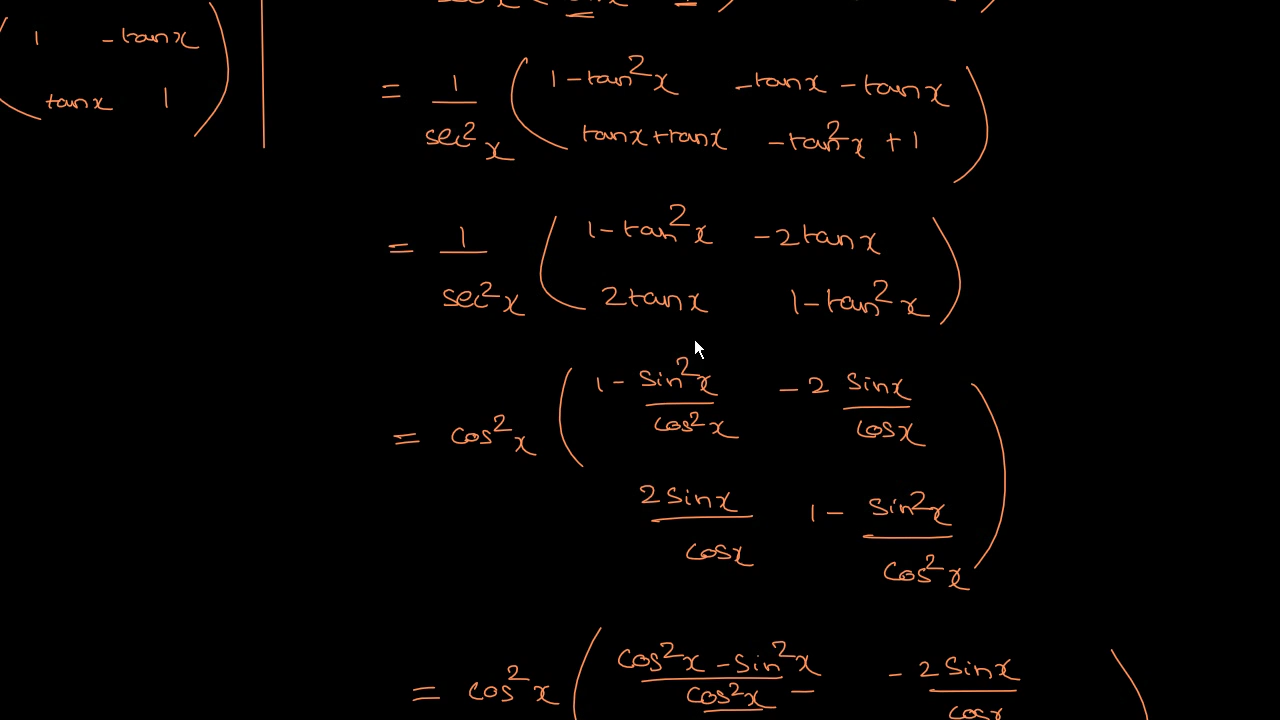 1 -tanx
tanx 1
= 1/sec²x ( 1-tan²x -tanx -tanx
tanx+tanx -tan²x +1 )
= 1/sec²x ( 1-tan²x -2tanx
2tanx 1-tan²x )
= cos²x ( 1- sin²x/cos²x -2 sinx/cosx
2sinx/cosx 1- sin²x/cos²x )
= cos²x ( cos²x -sin²x/cos²x -2sinx/cosx